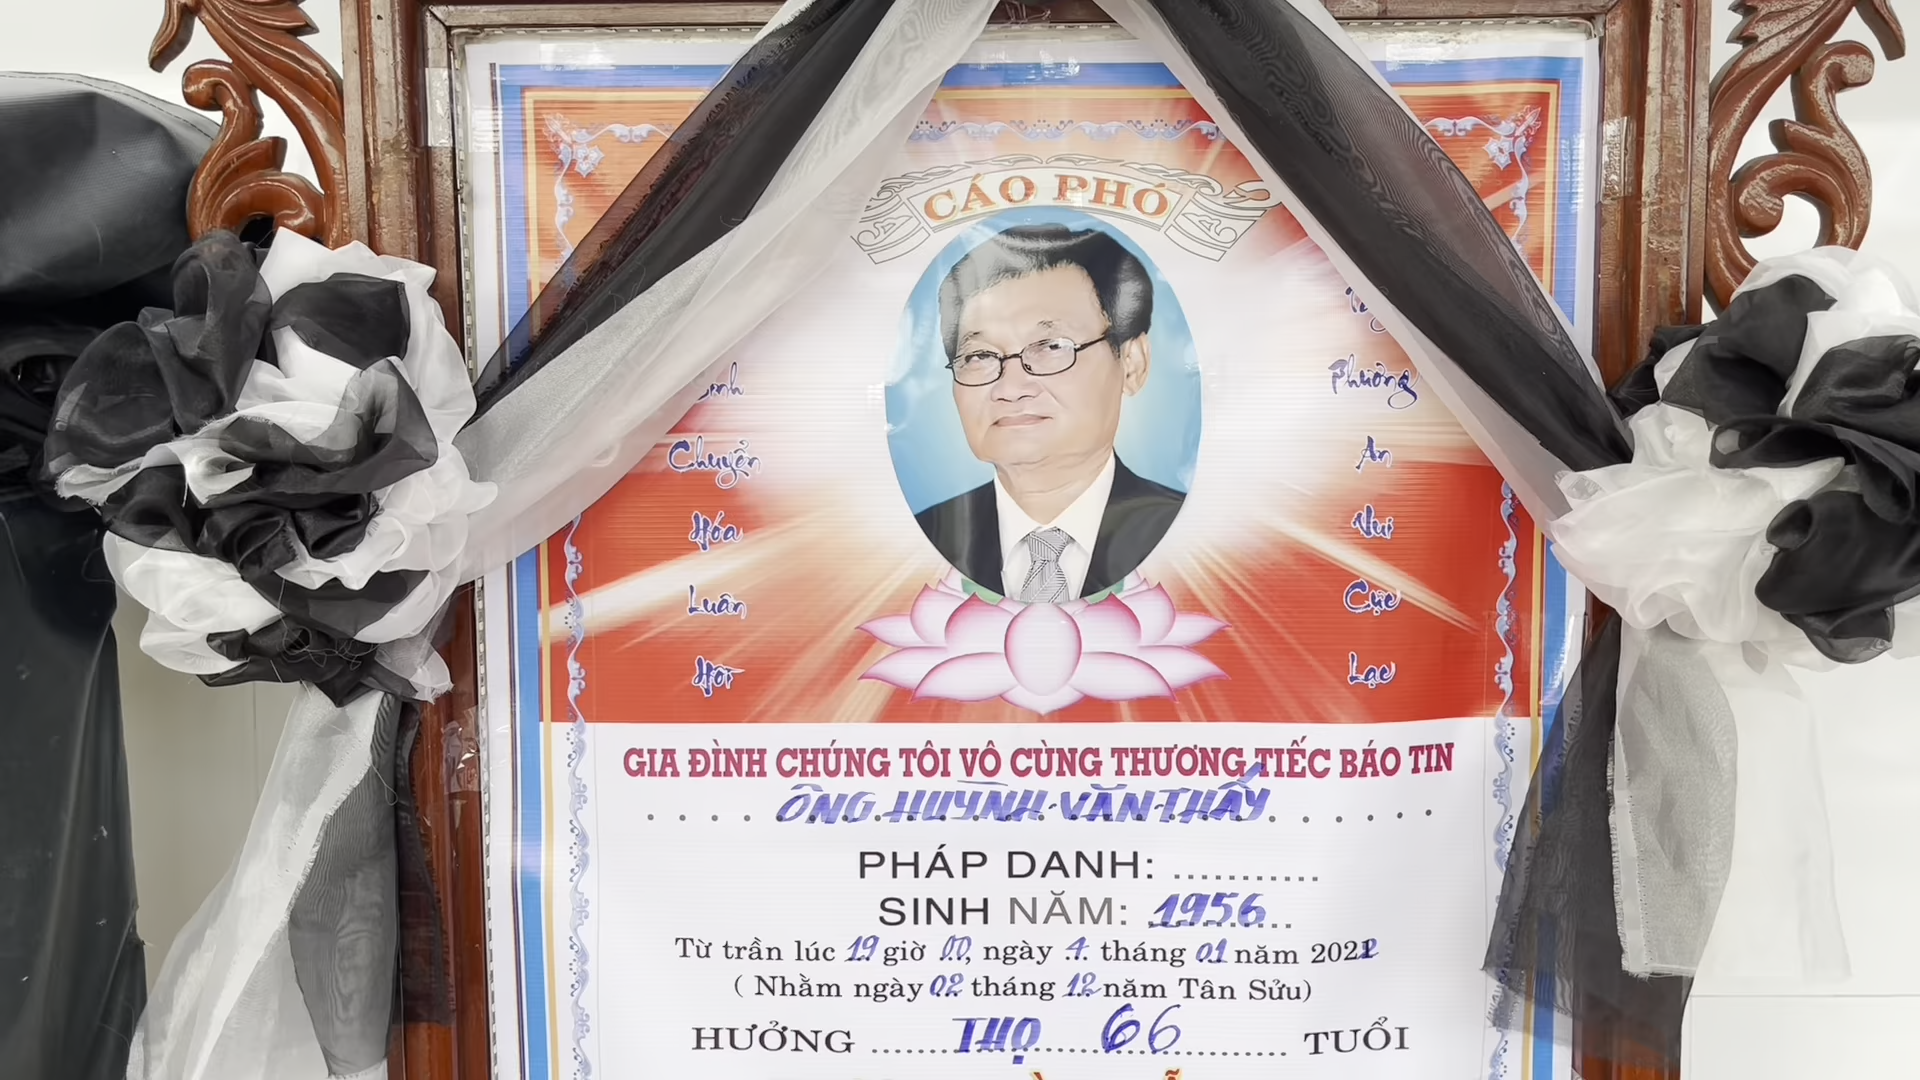 CÁO PHÓ
Chuyển
Hóa
Luân
Hồi
Phương
An
Vui
Cực
Lạc
GIA ĐÌNH CHÚNG TÔI VÔ CÙNG THƯƠNG TIẾC BÁO TIN
ÔNG HUỲNH VĂN THẤY
PHÁP DANH: ............
SINH NĂM: 1956
Từ trần lúc 19 giờ 00, ngày 4 tháng 01 năm 2022
( Nhằm ngày 02 tháng 12 năm Tân Sửu)
HƯỞNG THỌ 66 TUỔI